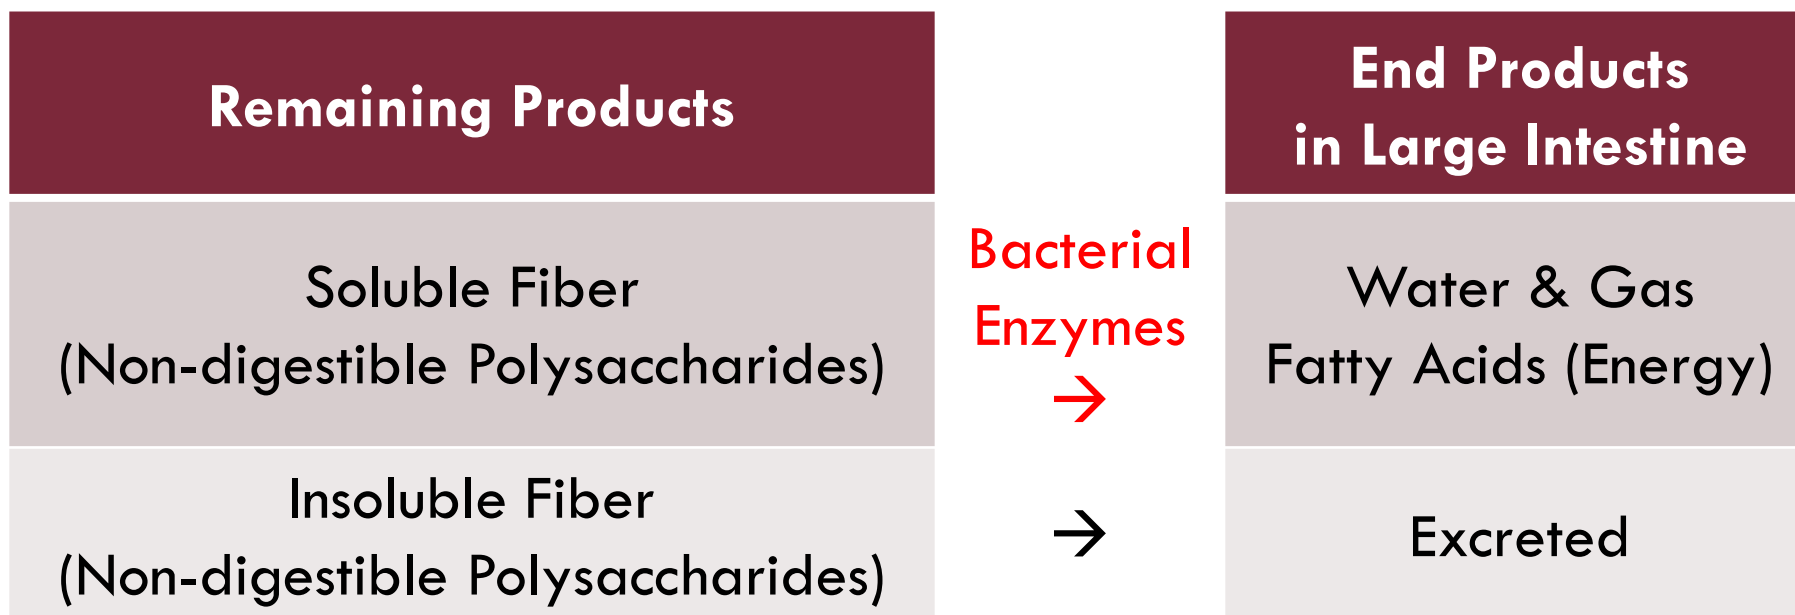 Remaining Products
End Products
in Large Intestine
Soluble Fiber
(Non-digestible Polysaccharides)
Bacterial
Enzymes
→
Water & Gas
Fatty Acids (Energy)
Insoluble Fiber
(Non-digestible Polysaccharides)
→
Excreted